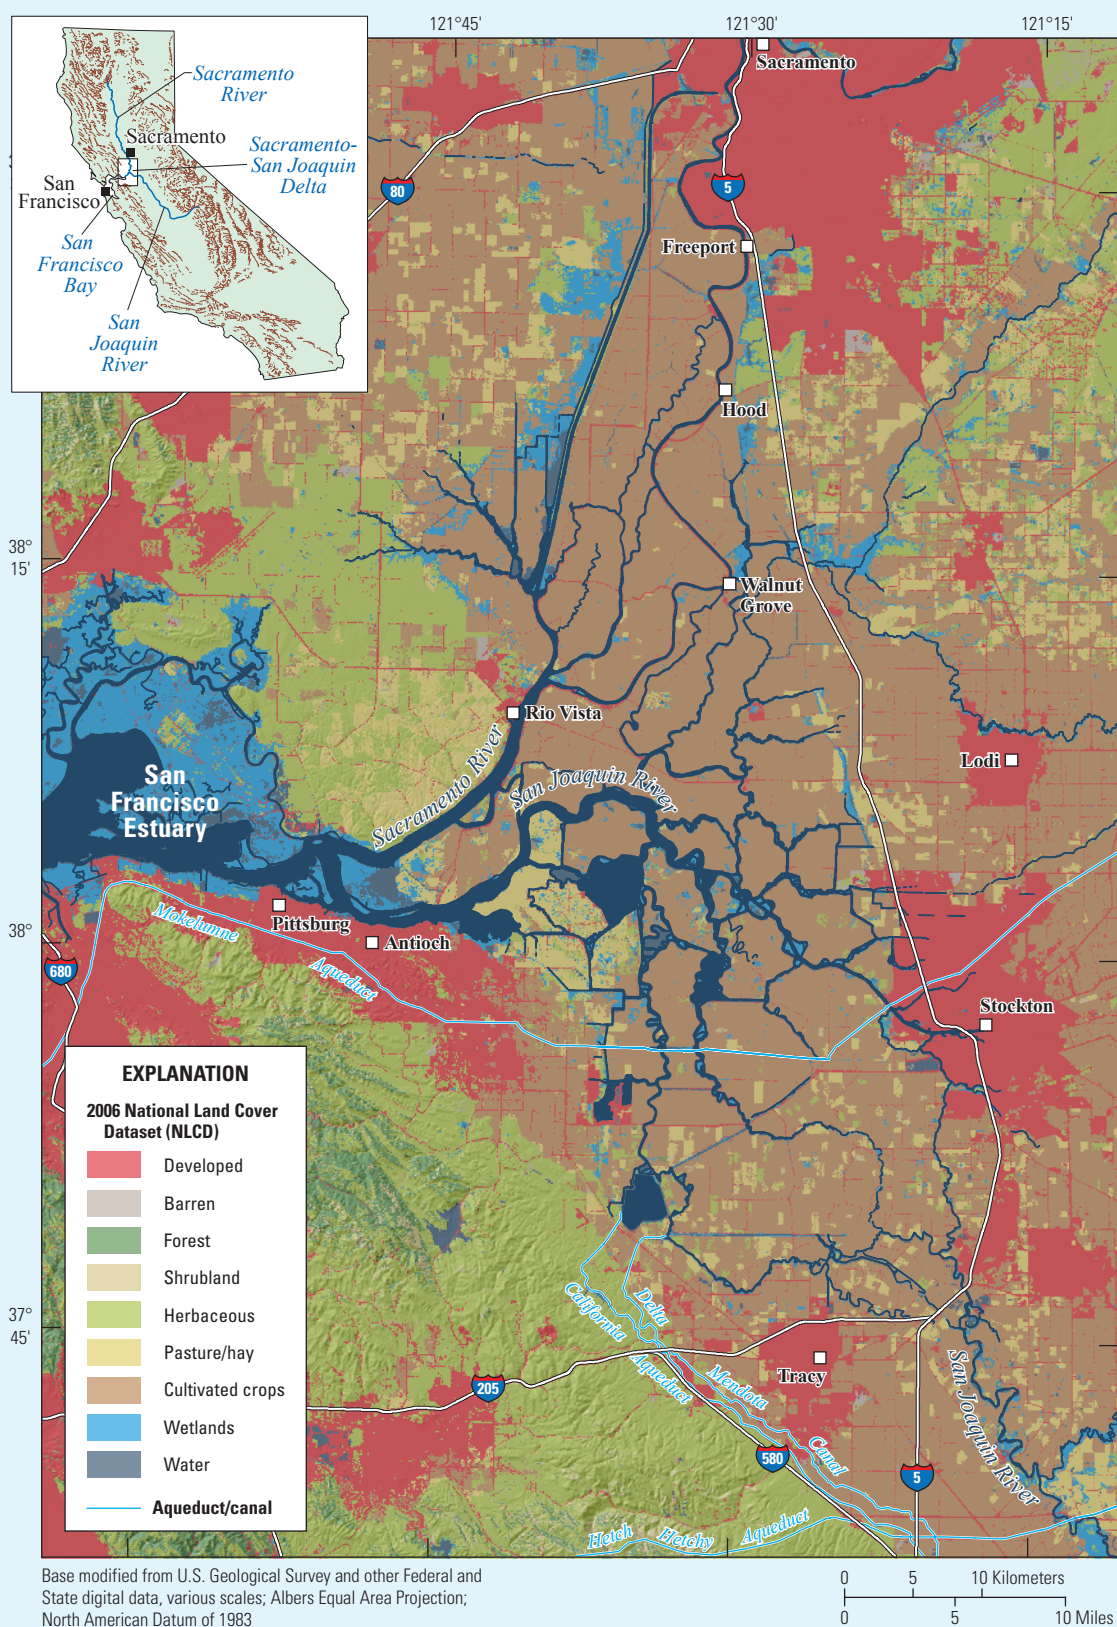 121°45'
121°30'
121°15'
Sacramento
River
Sacramento
Sacramento-
San Joaquin
Delta
San
Francisco
San
Francisco
Bay
San
Joaquin
River
Sacramento
80
5
Freeport
Hood
38°
15'
Walnut
Grove
Rio Vista
Sacramento River
San Joaquin River
Lodi
San
Francisco
Estuary
Pittsburg
Mokelumne
Aqueduct
Antioch
38°
680
Stockton
EXPLANATION
2006 National Land Cover
Dataset (NLCD)
Developed
Barren
Forest
Shrubland
Herbaceous
Pasture/hay
Cultivated crops
Wetlands
Water
Aqueduct/canal
37°
45'
California
Aqueduct
Delta
Mendota
Canal
Tracy
205
580
5
San Joaquin River
Hetch Hetchy Aqueduct
Base modified from U.S. Geological Survey and other Federal and
State digital data, various scales; Albers Equal Area Projection;
North American Datum of 1983
0 5 10 Kilometers
0 5 10 Miles